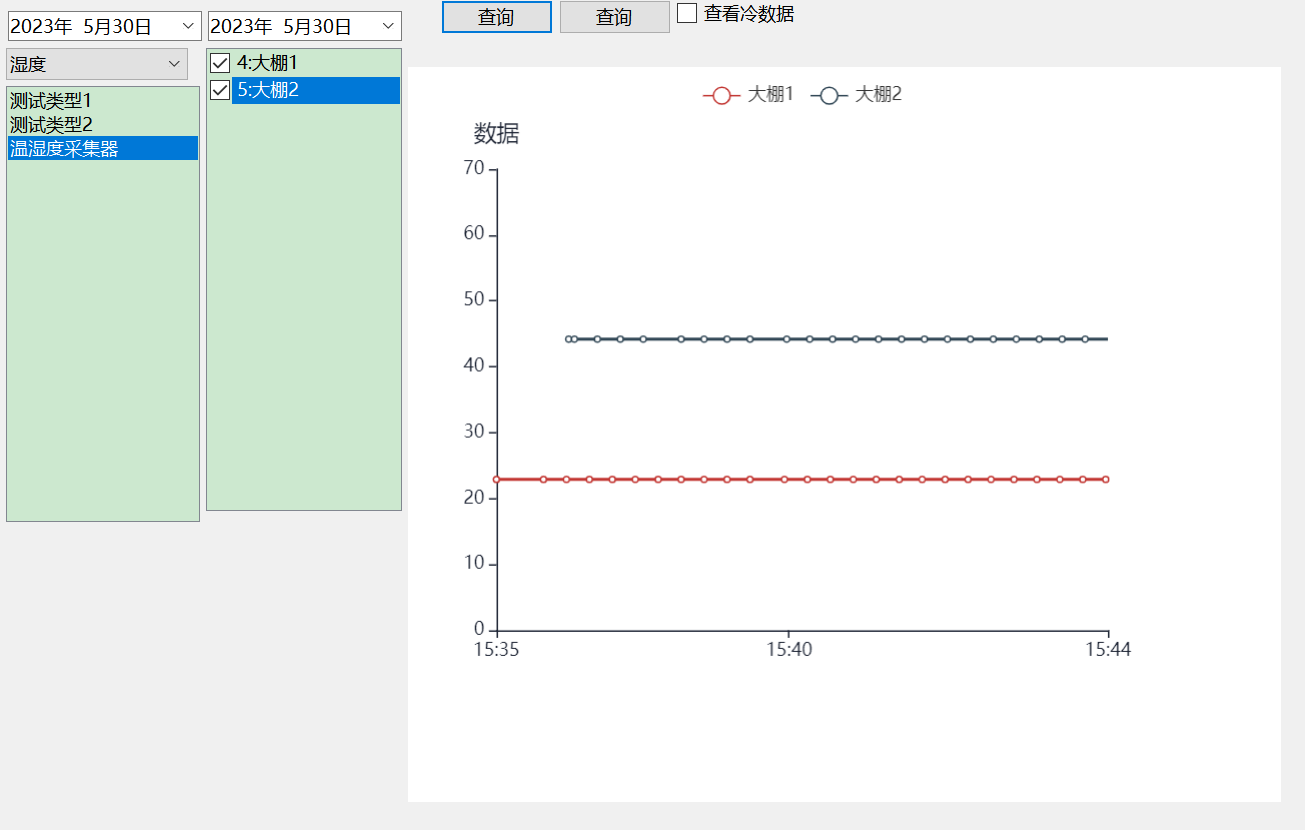 2023年 5月30日
2023年 5月30日
查询
查询
查看冷数据
湿度
4:大棚1
5:大棚2
测试类型1
测试类型2
温湿度采集器
大棚1
大棚2
数据
70
60
50
40
30
20
10
0
15:35
15:40
15:44